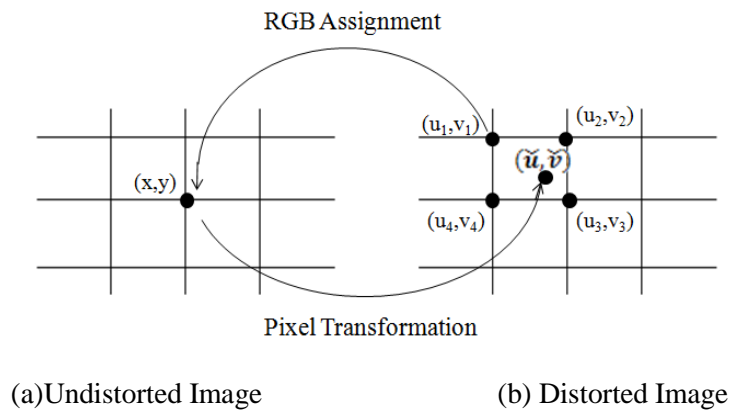 RGB Assignment
(u₁,v₁)
(u₂,v₂)
(ǔ,v̌)
(x,y)
(u₄,v₄)
(u₃,v₃)
Pixel Transformation
(a)Undistorted Image
(b) Distorted Image